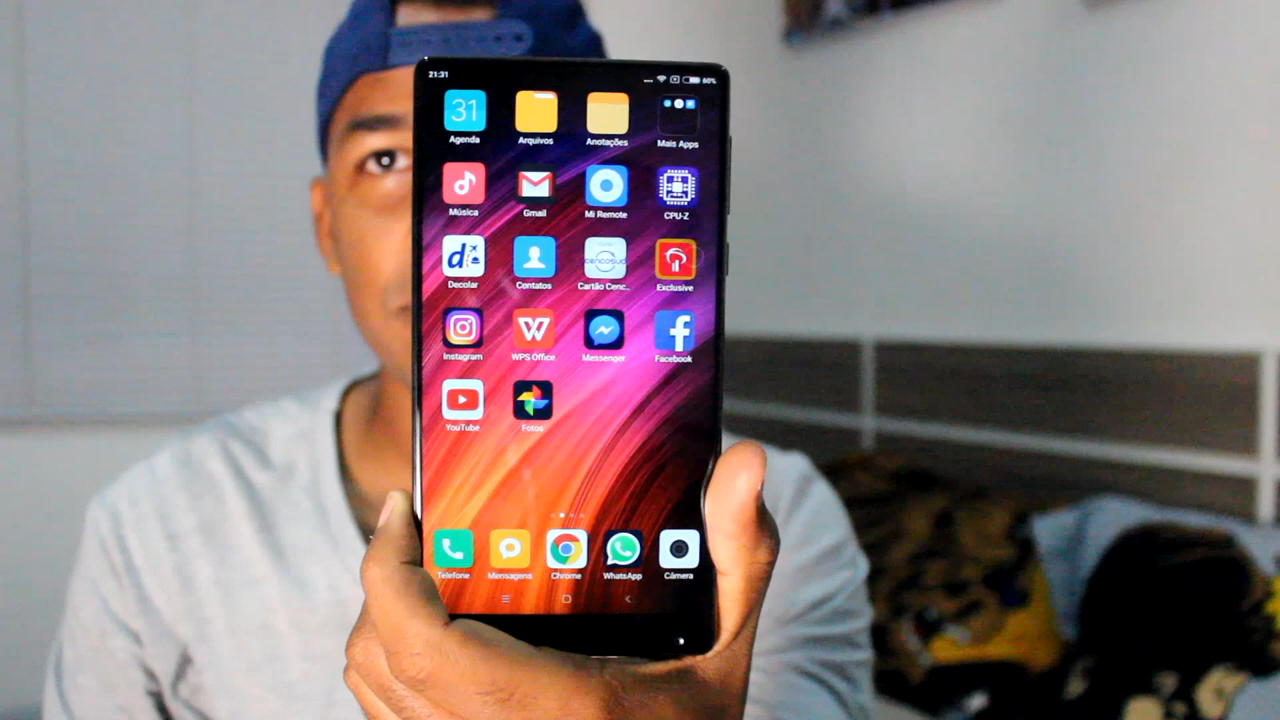 21:31 ... 60%
31
Agenda Arquivos Anotações Mais Apps
Música Gmail Mi Remote CPU-Z
d! cencosud
Decolar Contatos Cartão Cenc... Exclusive
Instagram WPS Office Messenger Facebook
YouTube Fotos
Telefone Mensagens Chrome WhatsApp Câmera